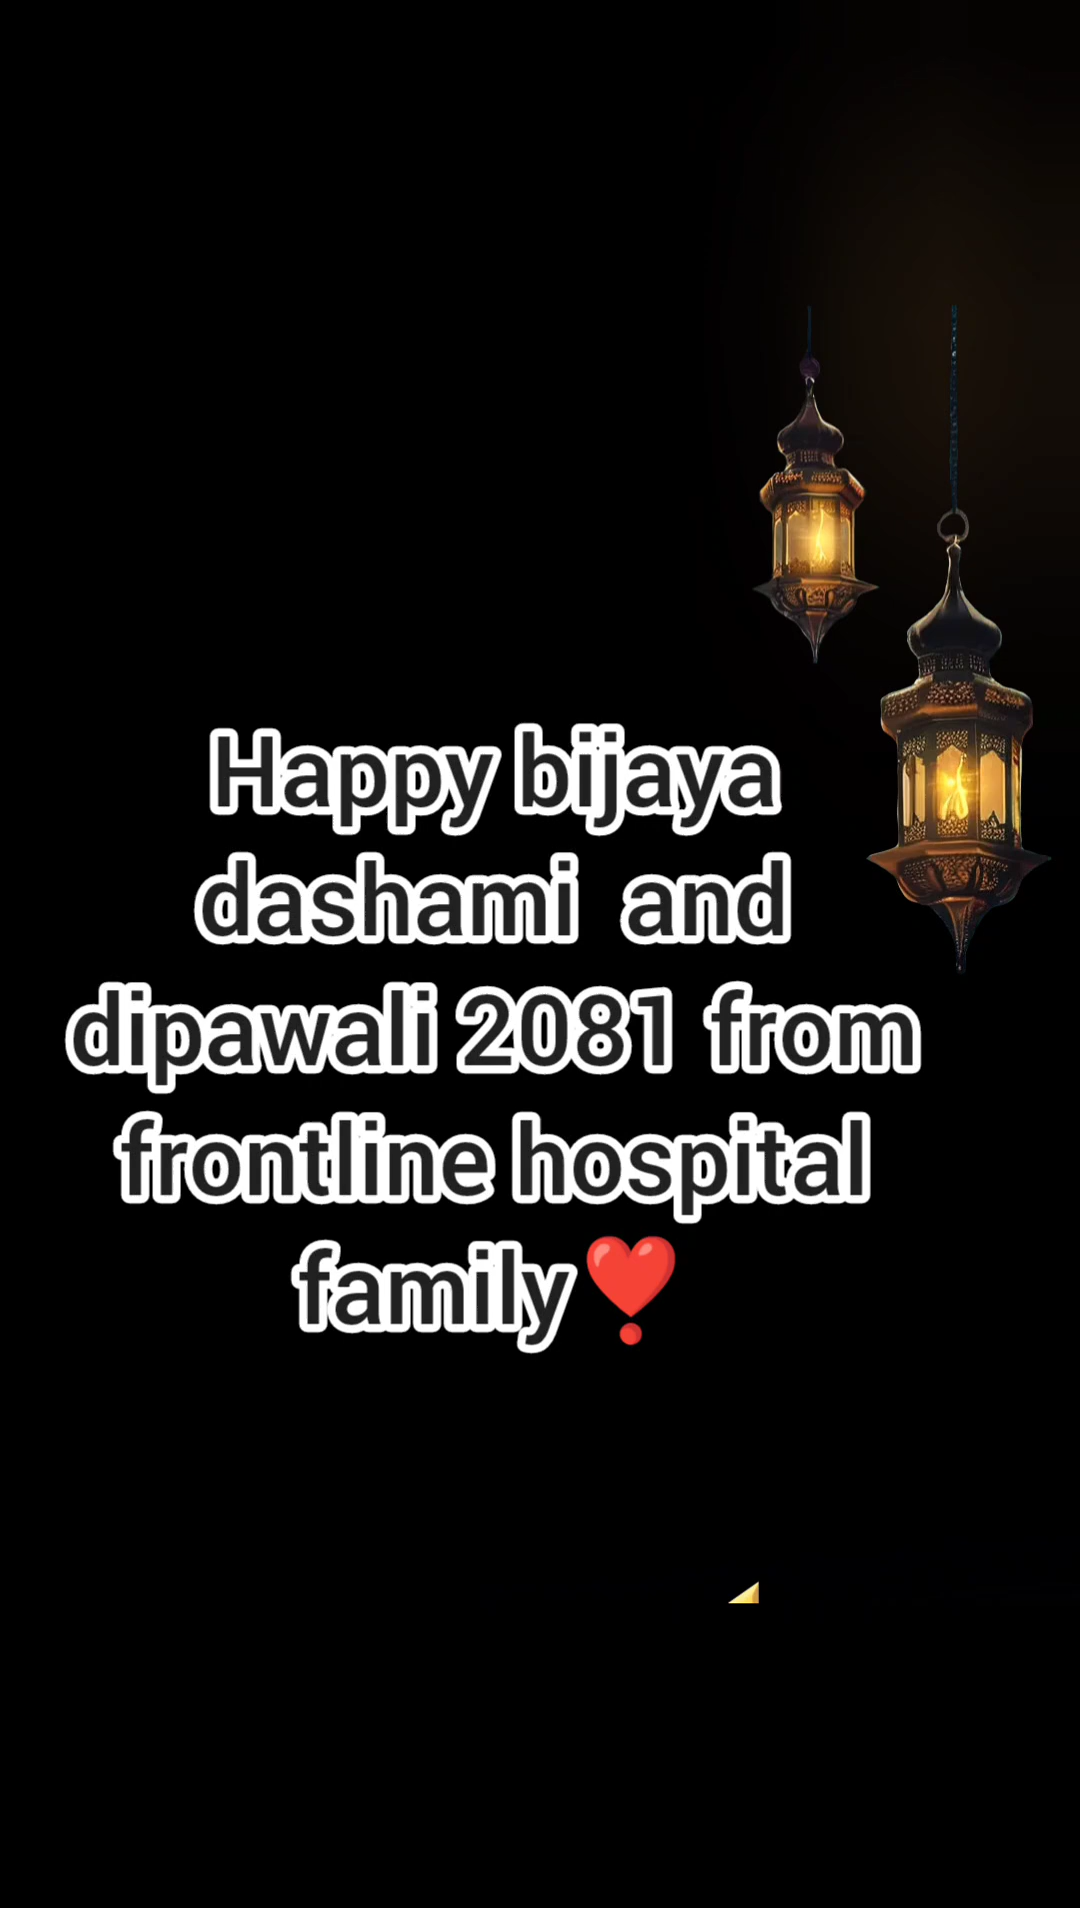 Happy bijaya
dashami  and
dipawali 2081 from
frontline hospital
family❣️